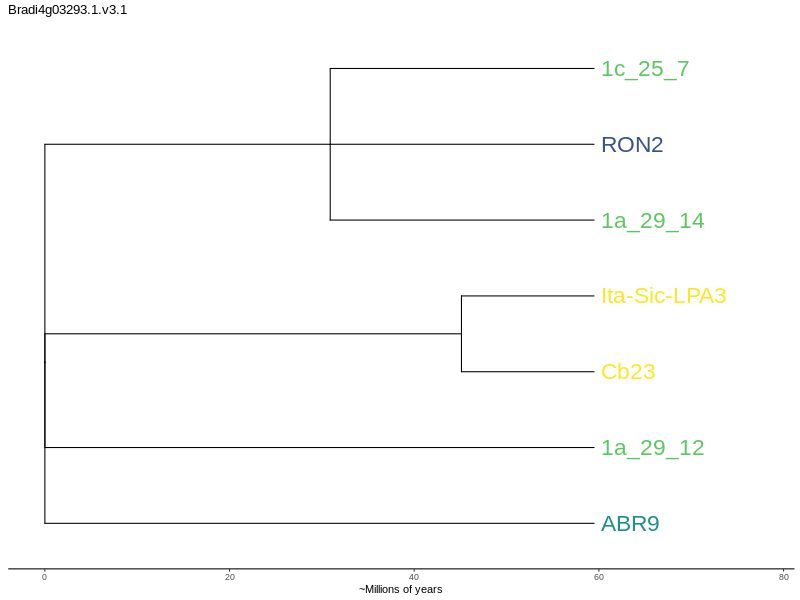 Bradi4g03293.1.v3.1
1c_25_7
RON2
1a_29_14
Ita-Sic-LPA3
Cb23
1a_29_12
ABR9
0 20 40 60 80
~Millions of years